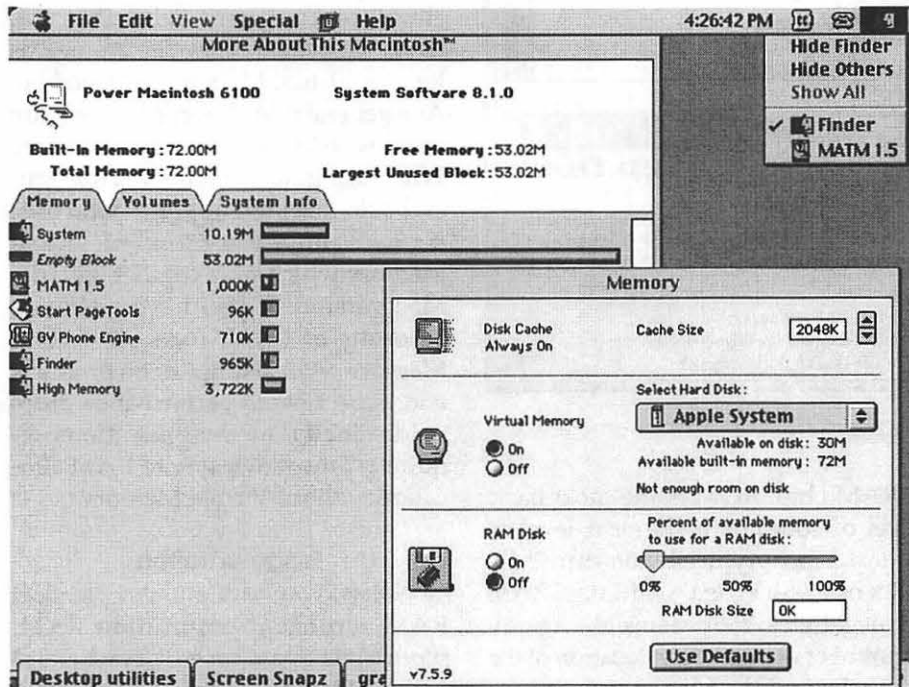 File Edit View Special Help 4:26:42 PM
More About This Macintosh™
Hide Finder
Hide Others
Show All
Finder
MATM 1.5
Power Macintosh 6100 System Software 8.1.0
Built-In Memory : 72.00M Free Memory : 53.02M
Total Memory : 72.00M Largest Unused Block : 53.02M
Memory Volumes System Info
System 10.19M
Empty Block 53.02M
MATM 1.5 1,000K
Start PageTools 96K
GV Phone Engine 710K
Finder 965K
High Memory 3,722K
Memory
Disk Cache Cache Size 2048K
Always On
Select Hard Disk :
Apple System
Virtual Memory
On
Off
Available on disk : 30M
Available built-in memory : 72M
Not enough room on disk
RAM Disk
On
Off
Percent of available memory
to use for a RAM disk :
0% 50% 100%
RAM Disk Size 0K
Use Defaults
v7.5.9
Desktop utilities Screen Snapz gra